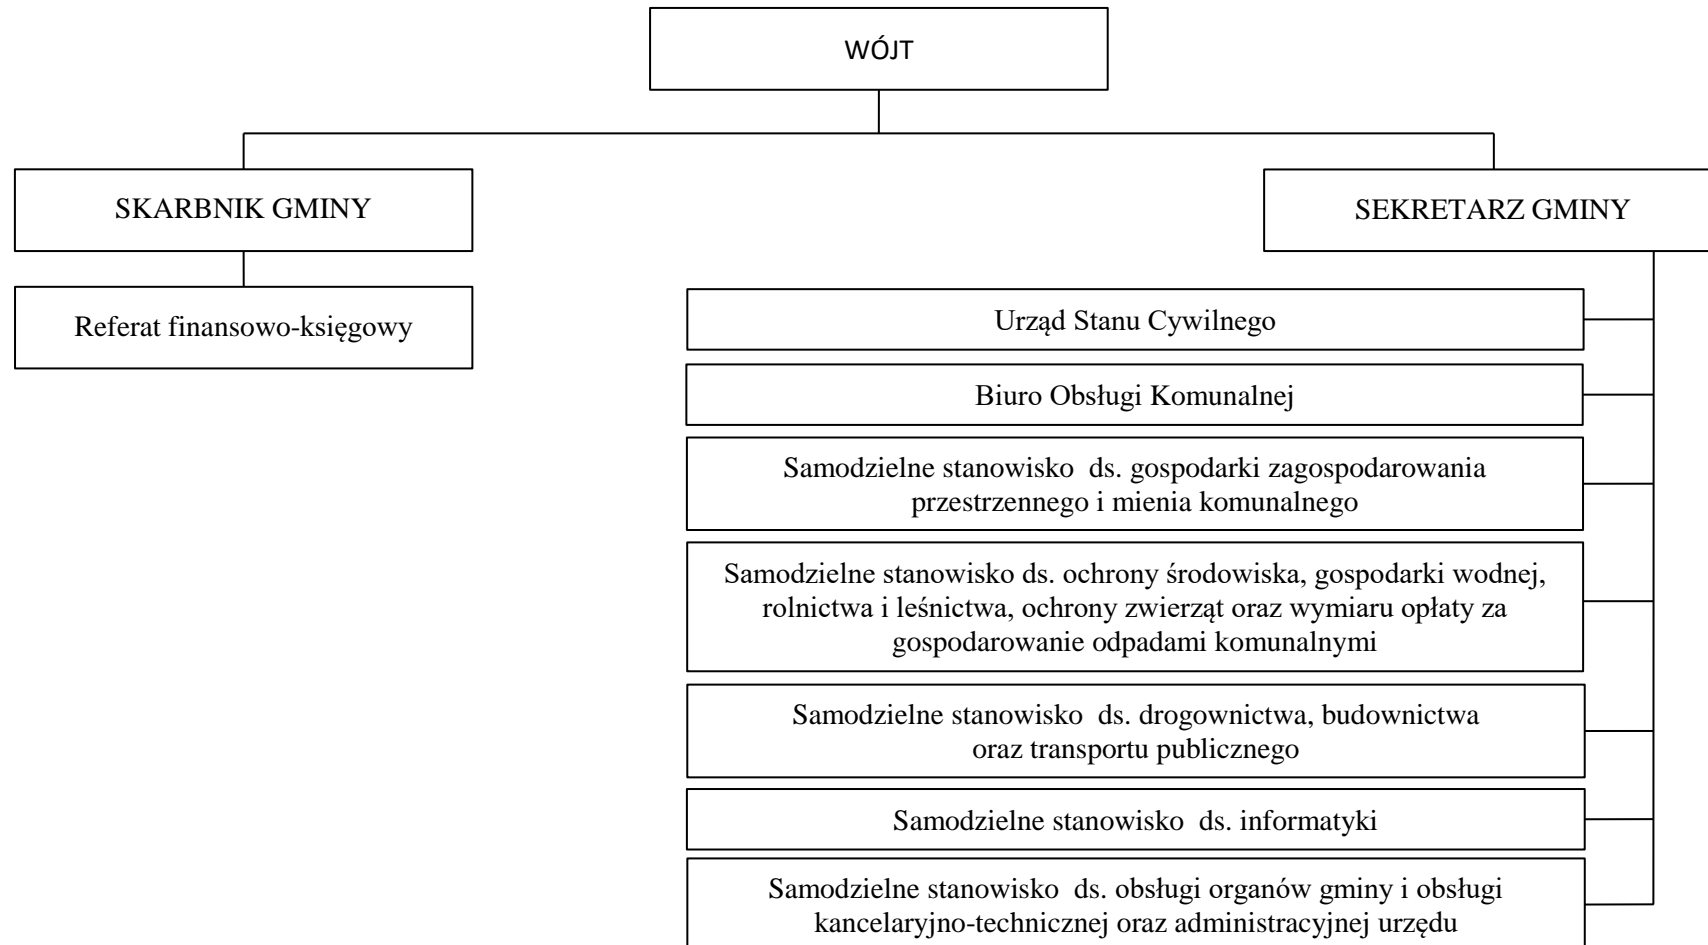 WÓJT
SKARBNIK GMINY
SEKRETARZ GMINY
Referat finansowo-księgowy
Urząd Stanu Cywilnego
Biuro Obsługi Komunalnej
Samodzielne stanowisko  ds. gospodarki zagospodarowania
przestrzennego i mienia komunalnego
Samodzielne stanowisko ds. ochrony środowiska, gospodarki wodnej,
rolnictwa i leśnictwa, ochrony zwierząt oraz wymiaru opłaty za
gospodarowanie odpadami komunalnymi
Samodzielne stanowisko  ds. drogownictwa, budownictwa
oraz transportu publicznego
Samodzielne stanowisko  ds. informatyki
Samodzielne stanowisko  ds. obsługi organów gminy i obsługi
kancelaryjno-technicznej oraz administracyjnej urzędu